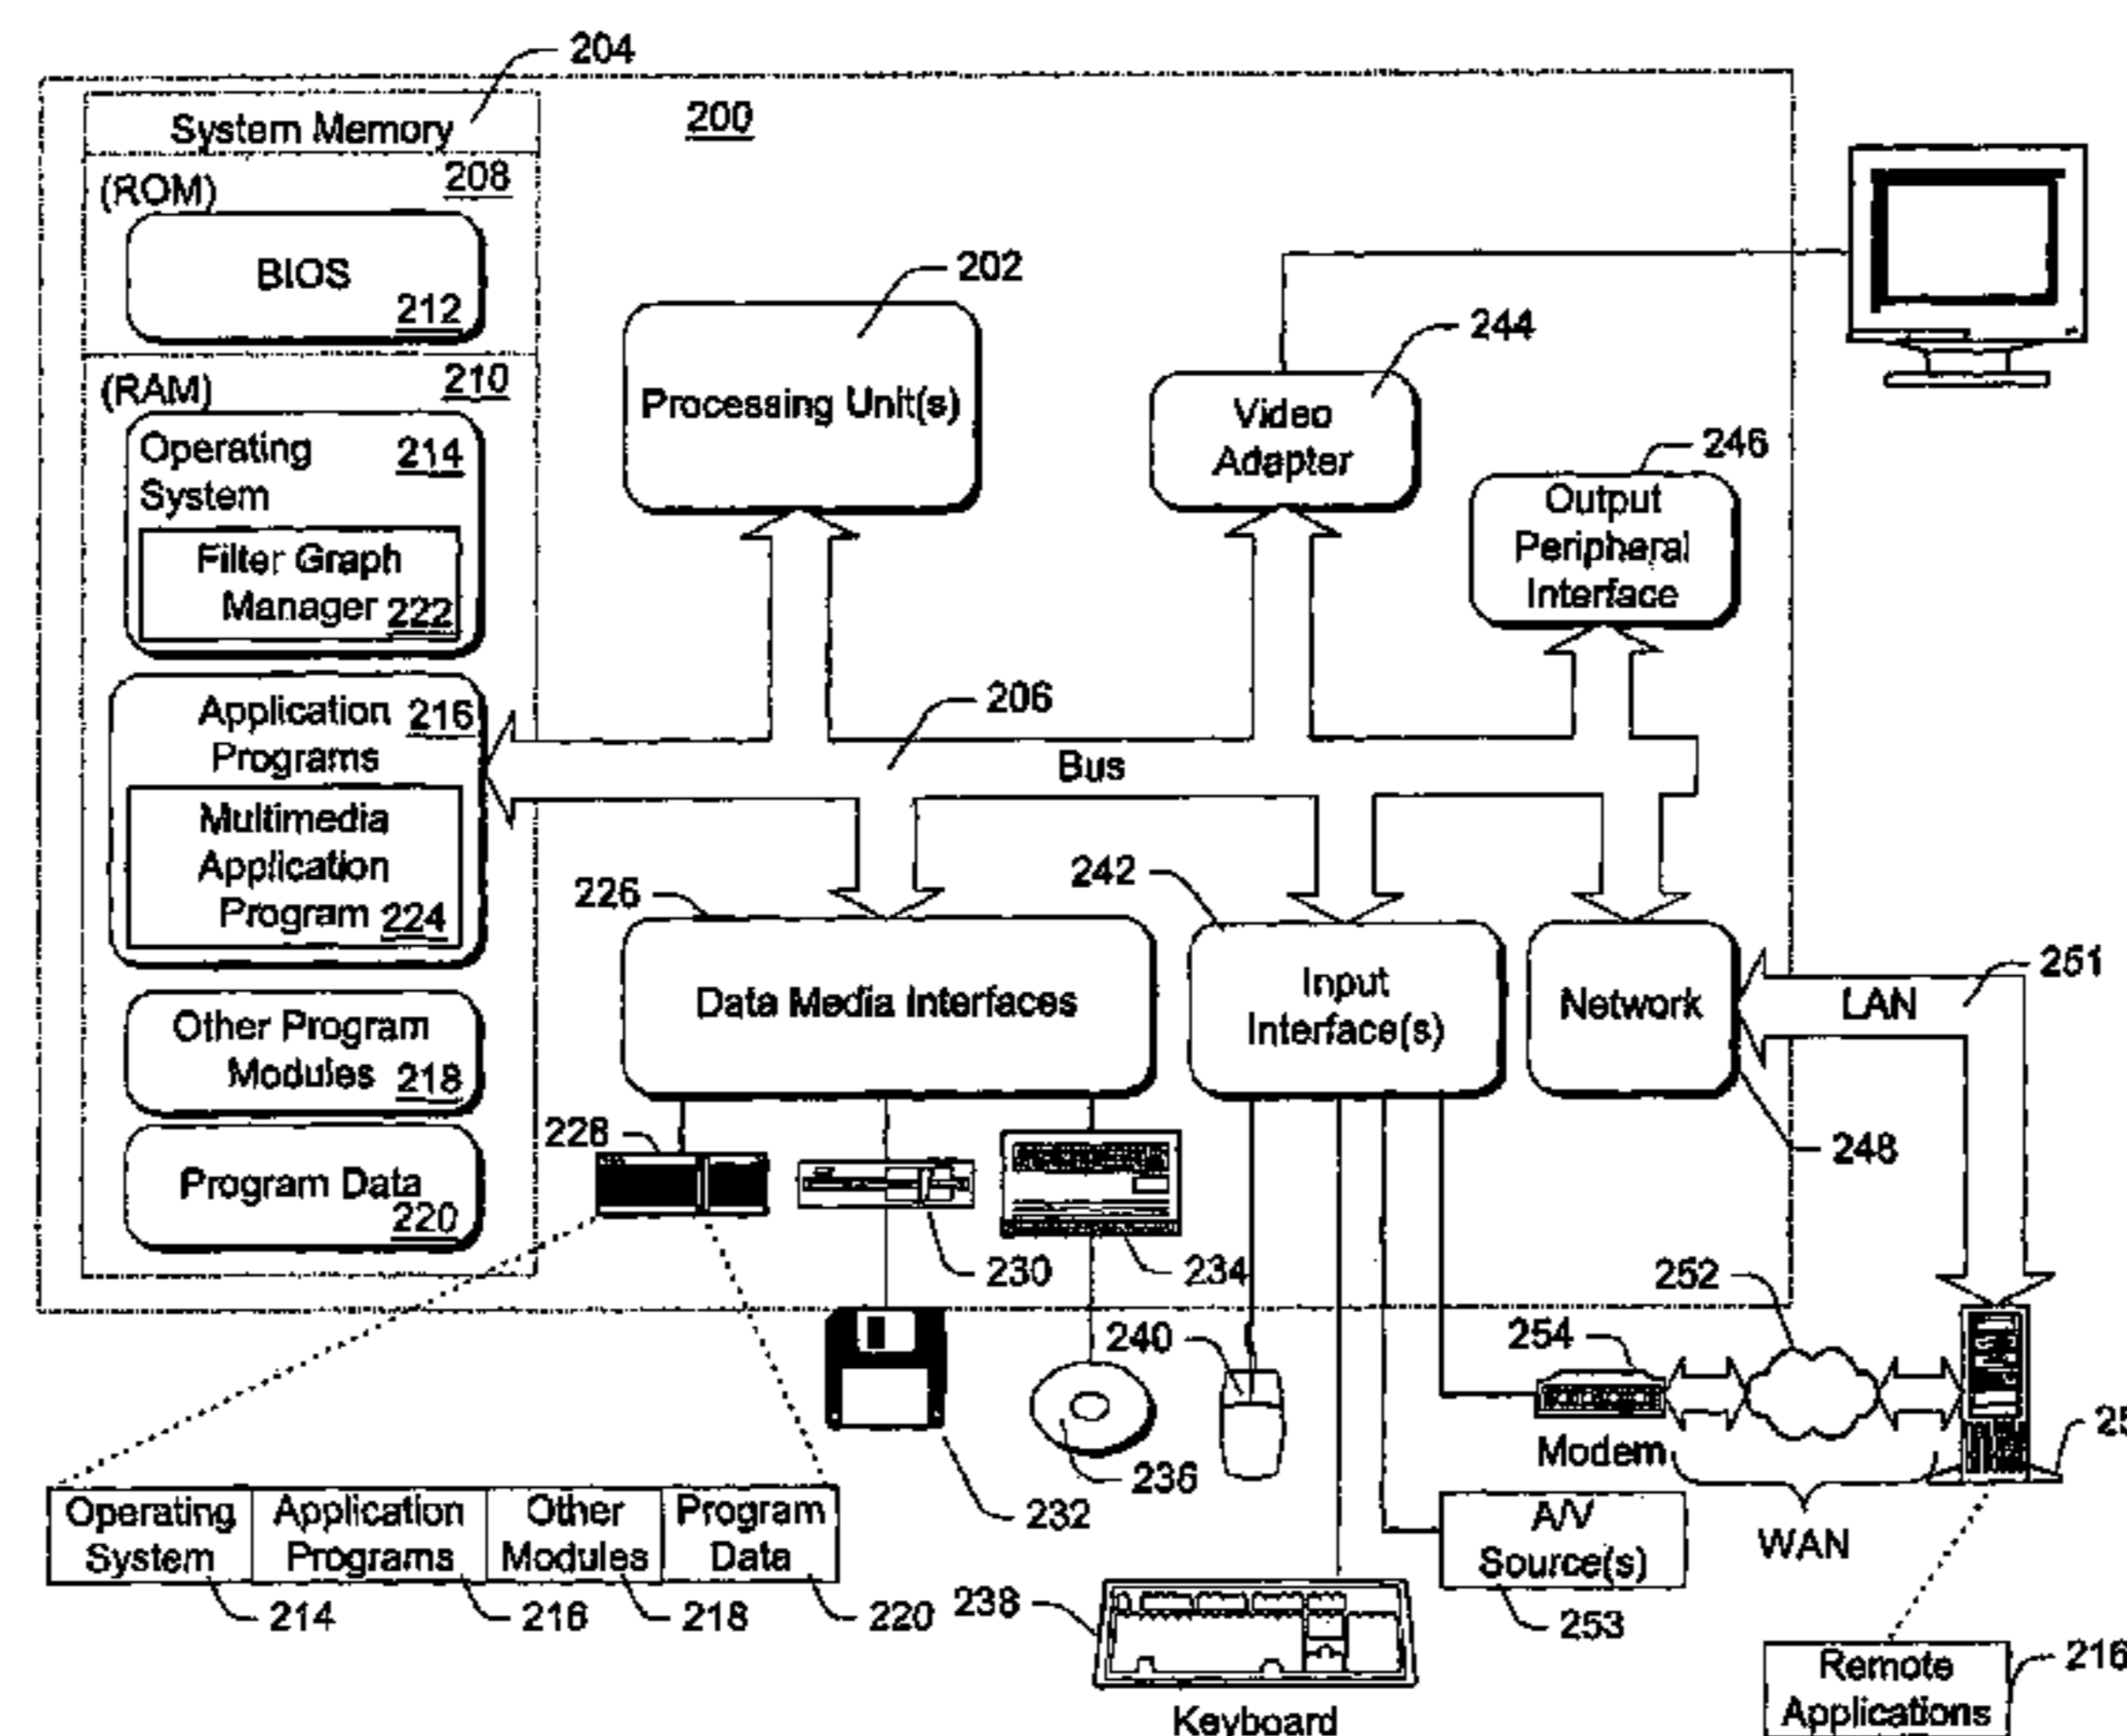 204
200
System Memory
208
(ROM)
BIOS
212
(RAM)
210
Operating
214
System
Filter Graph
Manager 222
Application 216
Programs
Multimedia
Application
Program 224
Other Program
Modules 218
Program Data
220
202
Processing Unit(s)
244
Video
Adapter
246
Output
Peripheral
Interface
206
Bus
226
Data Media Interfaces
242
Input
Interface(s)
Network
248
LAN
251
228
230
234
232
236
240
252
254
Modem
WAN
Operating
System
Application
Programs
Other
Modules
Program
Data
214
216
218
220
238
Keyboard
A/V
Source(s)
253
Remote
Applications
216